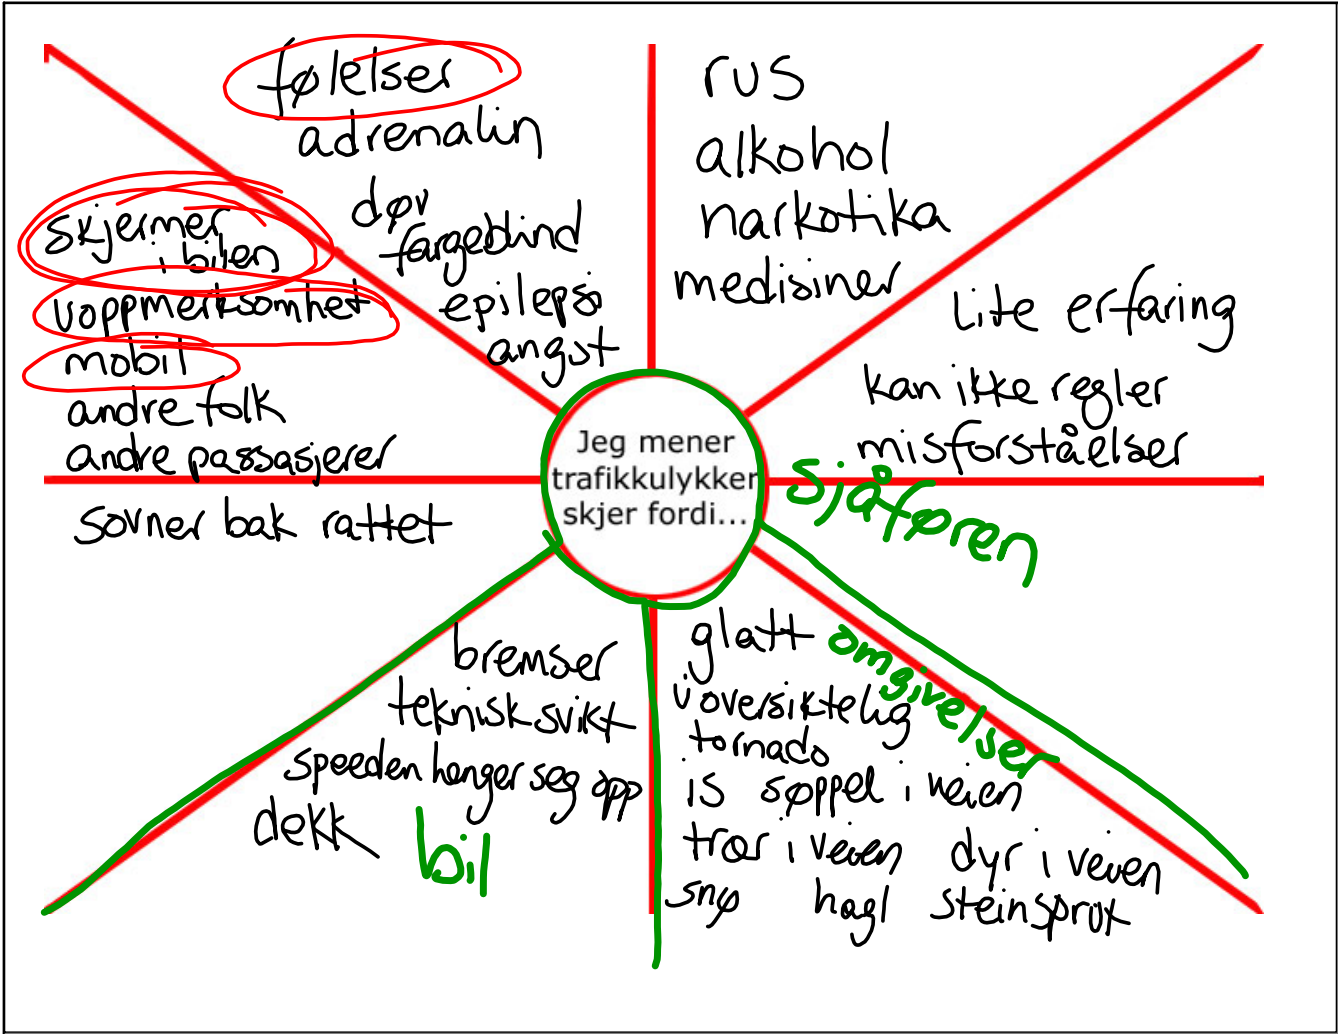 følelser
adrenalin
døv
fargeblind
epilepsi
angst
rus
alkohol
narkotika
medisiner
skjermer
i bilen
uoppmerksomhet
mobil
andre folk
andre passasjerer
Lite erfaring
kan ikke regler
misforståelser
Jeg mener
trafikkulykker
skjer fordi...
sjåføren
sovner bak rattet
bremser
teknisk svikt
speeden henger seg opp
dekk
bil
glatt
omgivelser
uoversiktelig
tornado
is søppel i veien
trær i veien dyr i veien
snø hagl steinsprut